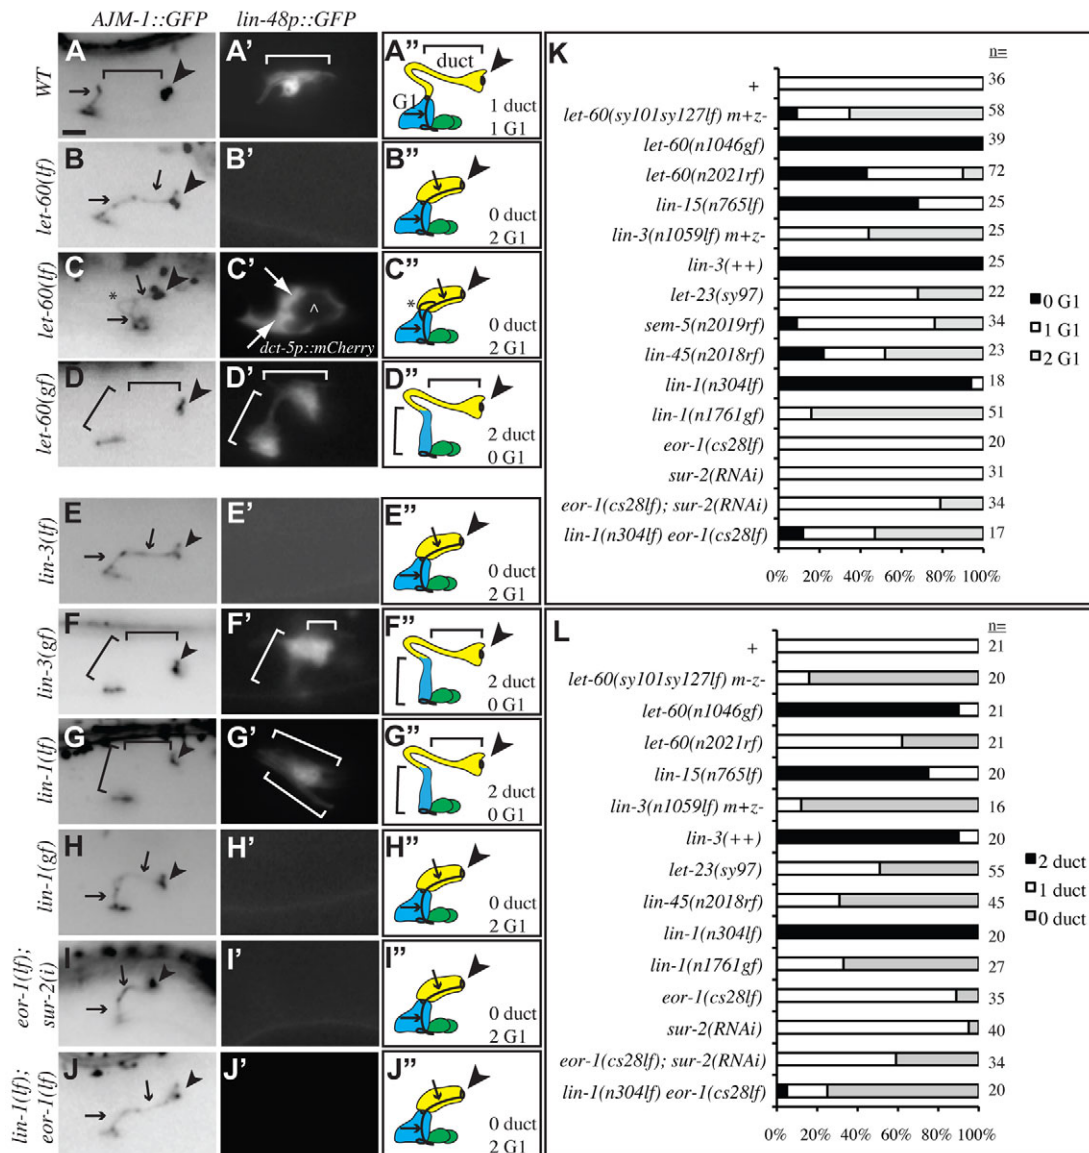 AJM-1::GFP lin-48p::GFP
WT
A A' A" duct G1 1 duct 1 G1
let-60(lf)
B B' B" 0 duct 2 G1
let-60(lf)
C * C' ^ dct-5p::mCherry C" * 0 duct 2 G1
let-60(gf)
D D' D" 2 duct 0 G1
lin-3(lf)
E E' E" 0 duct 2 G1
lin-3(gf)
F F' F" 2 duct 0 G1
lin-1(lf)
G G' G" 2 duct 0 G1
lin-1(gf)
H H' H" 0 duct 2 G1
eor-1(lf);
sur-2(i)
I I' I" 0 duct 2 G1
lin-1(lf);
eor-1(lf)
J J' J" 0 duct 2 G1
K
n=
+ 36
let-60(sy101sy127lf) m+z- 58
let-60(n1046gf) 39
let-60(n2021rf) 72
lin-15(n765lf) 25
lin-3(n1059lf) m+z- 25
lin-3(++) 25
let-23(sy97) 22
sem-5(n2019rf) 34
lin-45(n2018rf) 23
lin-1(n304lf) 18
lin-1(n1761gf) 51
eor-1(cs28lf) 20
sur-2(RNAi) 31
eor-1(cs28lf); sur-2(RNAi) 34
lin-1(n304lf) eor-1(cs28lf) 17
0% 20% 40% 60% 80% 100%
0 G1
1 G1
2 G1
L
n=
+ 21
let-60(sy101sy127lf) m-z- 20
let-60(n1046gf) 21
let-60(n2021rf) 21
lin-15(n765lf) 20
lin-3(n1059lf) m+z- 16
lin-3(++) 20
let-23(sy97) 55
lin-45(n2018rf) 45
lin-1(n304lf) 20
lin-1(n1761gf) 27
eor-1(cs28lf) 35
sur-2(RNAi) 40
eor-1(cs28lf); sur-2(RNAi) 34
lin-1(n304lf) eor-1(cs28lf) 20
0% 20% 40% 60% 80% 100%
2 duct
1 duct
0 duct